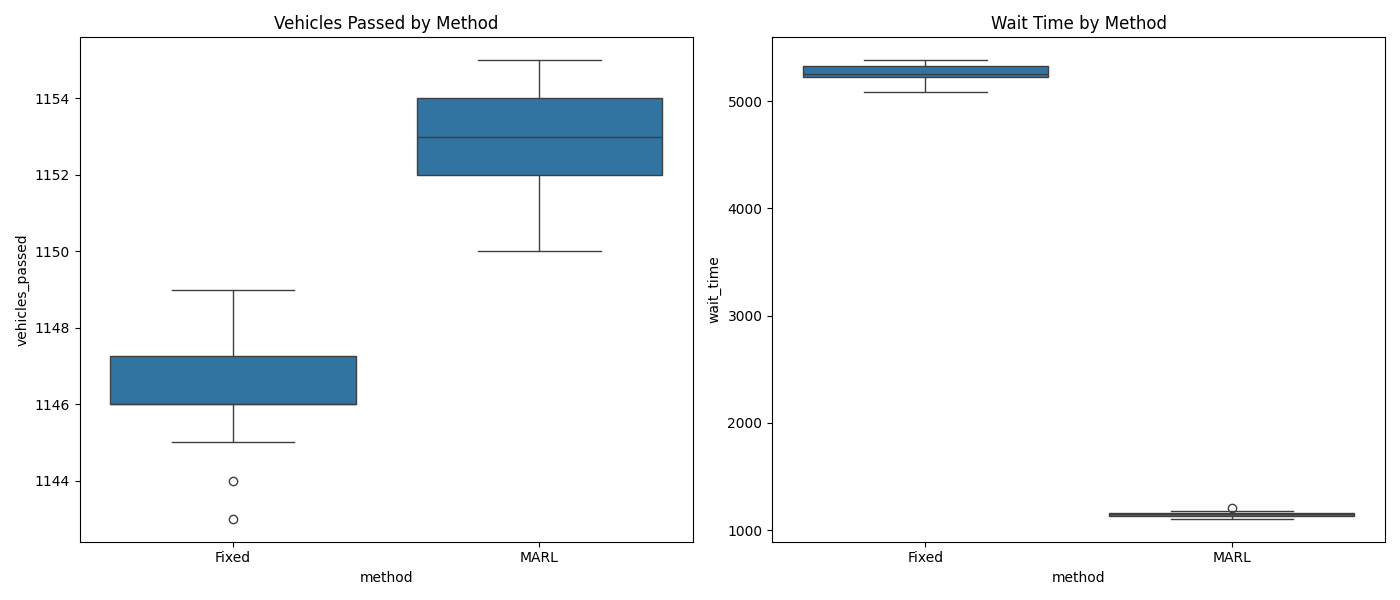 Vehicles Passed by Method
vehicles_passed
1154
1152
1150
1148
1146
1144
Fixed
MARL
method
Wait Time by Method
wait_time
5000
4000
3000
2000
1000
Fixed
MARL
method